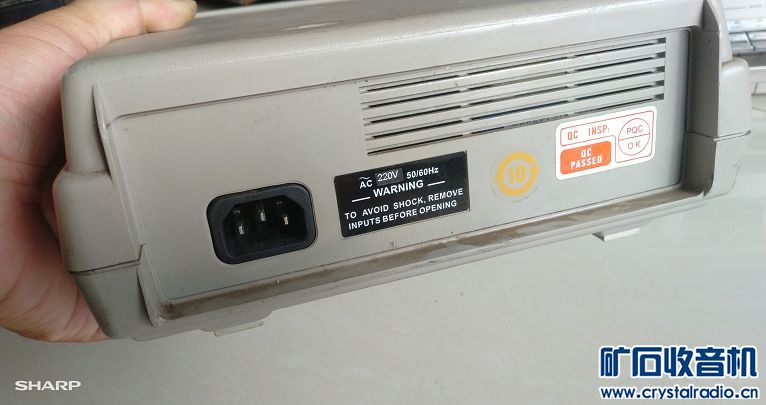 AC 220V 50/60Hz
WARNING
TO AVOID SHOCK, REMOVE
INPUTS BEFORE OPENING
10
QC INSP:
QC
PASSED
PQC
OK
SHARP
矿石收音机
www.crystalradio.cn